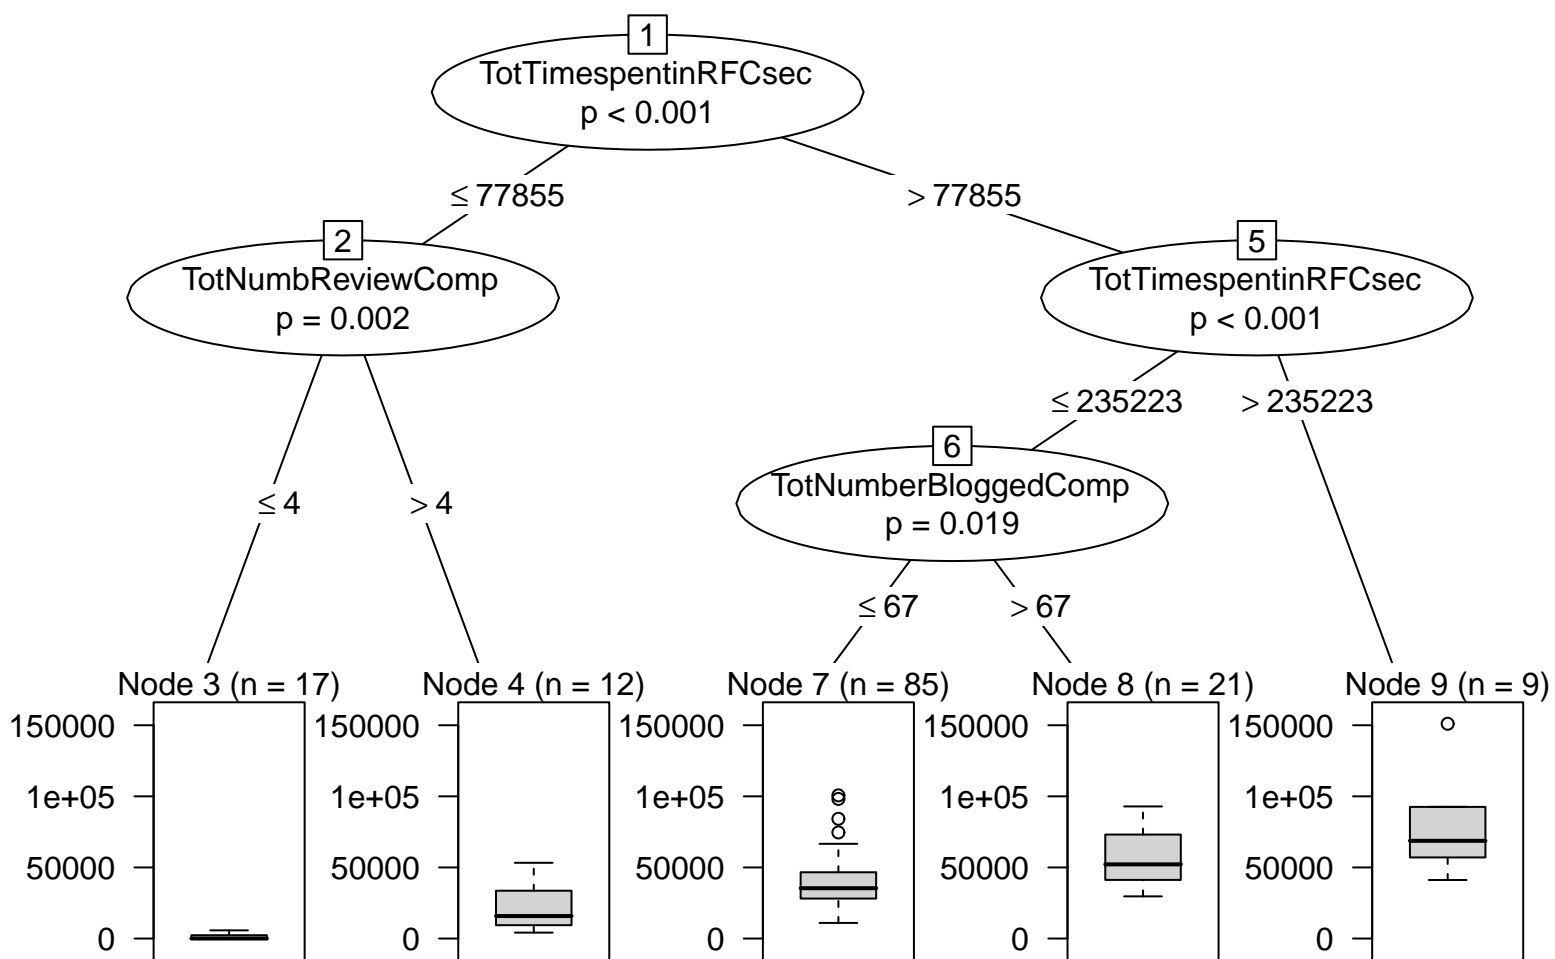 1
TotTimespentinRFCsec
p < 0.001
≤ 77855
> 77855
2
TotNumbReviewComp
p = 0.002
5
TotTimespentinRFCsec
p < 0.001
≤ 4
> 4
≤ 235223
> 235223
6
TotNumberBloggedComp
p = 0.019
≤ 67
> 67
Node 3 (n = 17)
150000
1e+05
50000
0
Node 4 (n = 12)
150000
1e+05
50000
0
Node 7 (n = 85)
150000
1e+05
50000
0
Node 8 (n = 21)
150000
1e+05
50000
0
Node 9 (n = 9)
150000
1e+05
50000
0